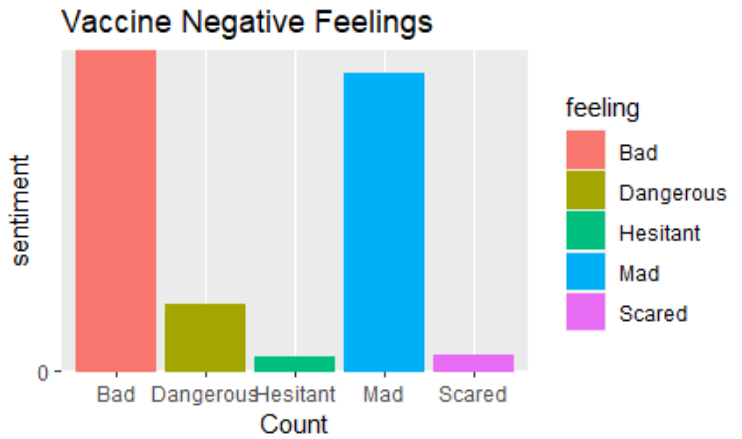 Vaccine Negative Feelings
sentiment
0
Bad Dangerous Hesitant Mad Scared
Count
feeling
Bad
Dangerous
Hesitant
Mad
Scared